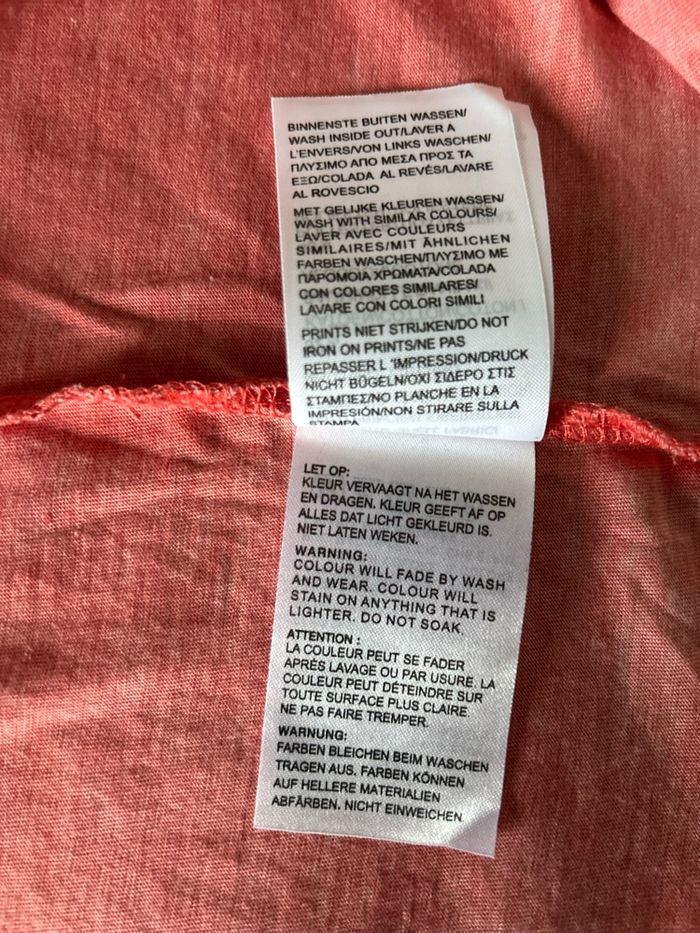 BINNENSTE BUITEN WASSEN/
WASH INSIDE OUT/LAVER A
L'ENVERS/VON LINKS WASCHEN/
ΠΛΥΣΙΜΟ ΑΠΟ ΜΕΣΑ ΠΡΟΣ ΤΑ
ΕΞΩ/COLADA AL REVÉS/LAVARE
AL ROVESCIO
MET GELIJKE KLEUREN WASSEN/
WASH WITH SIMILAR COLOURS/
LAVER AVEC COULEURS
SIMILAIRES/MIT ÄHNLICHEN
FARBEN WASCHEN/ΠΛΥΣΙΜΟ ΜΕ
ΠΑΡΟΜΟΙΑ ΧΡΩΜΑΤΑ/COLADA
CON COLORES SIMILARES/
LAVARE CON COLORI SIMILI
PRINTS NIET STRIJKEN/DO NOT
IRON ON PRINTS/NE PAS
REPASSER L 'IMPRESSION/DRUCK
NICHT BÜGELN/ΟΧΙ ΣΙΔΕΡΟ ΣΤΙΣ
ΣΤΑΜΠΕΣ/NO PLANCHE EN LA
IMPRESIÓN/NON STIRARE SULLA
STAMPA
LET OP:
KLEUR VERVAAGT NA HET WASSEN
EN DRAGEN. KLEUR GEEFT AF OP
ALLES DAT LICHT GEKLEURD IS.
NIET LATEN WEKEN.
WARNING:
COLOUR WILL FADE BY WASH
AND WEAR. COLOUR WILL
STAIN ON ANYTHING THAT IS
LIGHTER. DO NOT SOAK.
ATTENTION :
LA COULEUR PEUT SE FADER
APRÈS LAVAGE OU PAR USURE. LA
COULEUR PEUT DÉTEINDRE SUR
TOUTE SURFACE PLUS CLAIRE.
NE PAS FAIRE TREMPER.
WARNUNG:
FARBEN BLEICHEN BEIM WASCHEN
TRAGEN AUS. FARBEN KÖNNEN
AUF HELLERE MATERIALIEN
ABFÄRBEN. NICHT EINWEICHEN